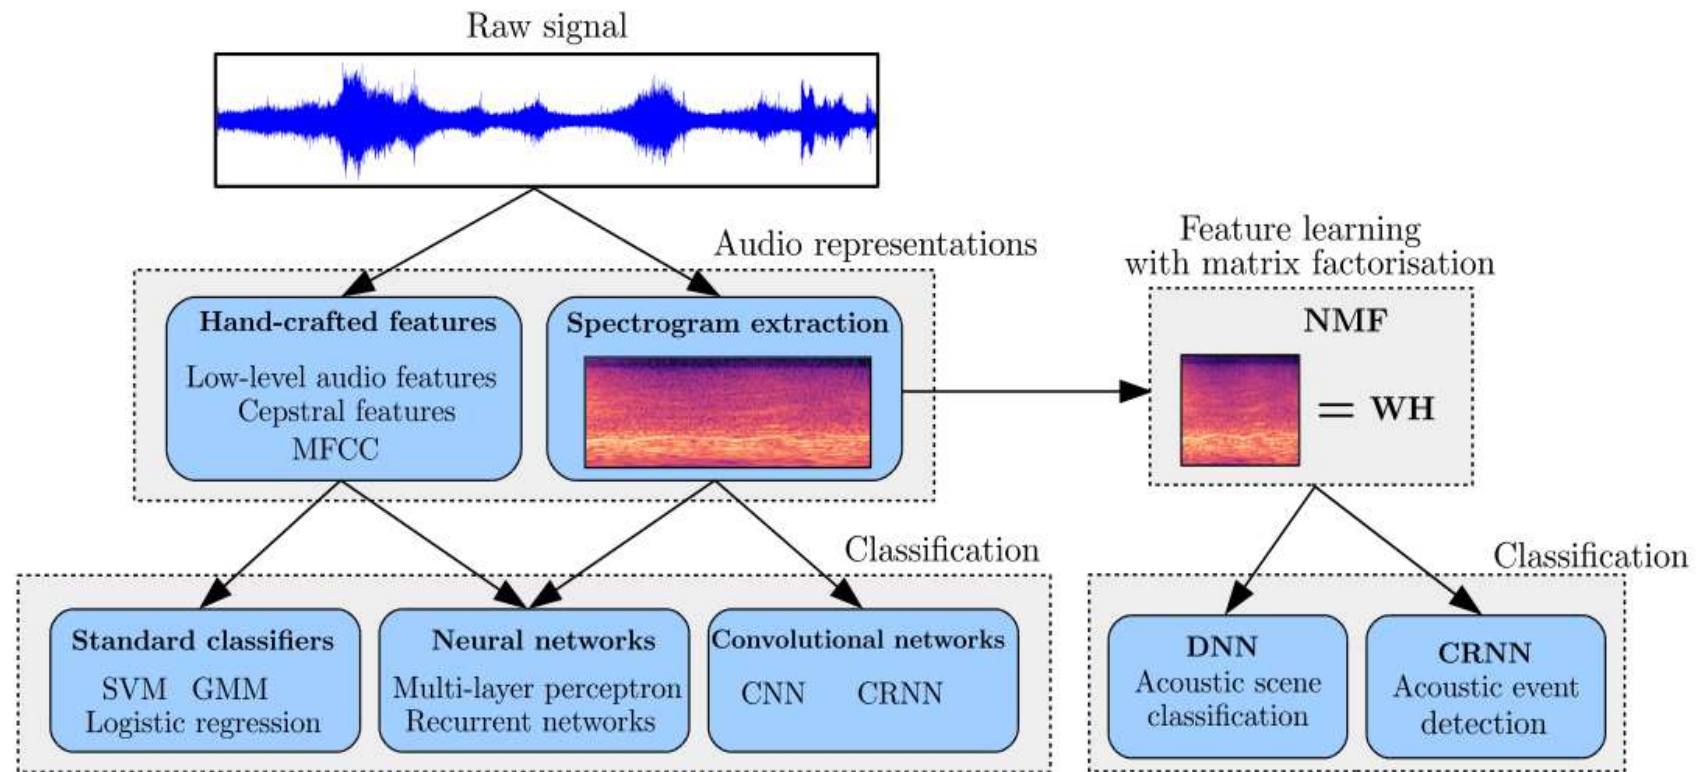 Raw signal
Audio representations
Feature learning
with matrix factorisation
Hand-crafted features
Low-level audio features
Cepstral features
MFCC
Spectrogram extraction
NMF
= WH
Classification
Standard classifiers
SVM GMM
Logistic regression
Neural networks
Multi-layer perceptron
Recurrent networks
Convolutional networks
CNN CRNN
Classification
DNN
Acoustic scene
classification
CRNN
Acoustic event
detection